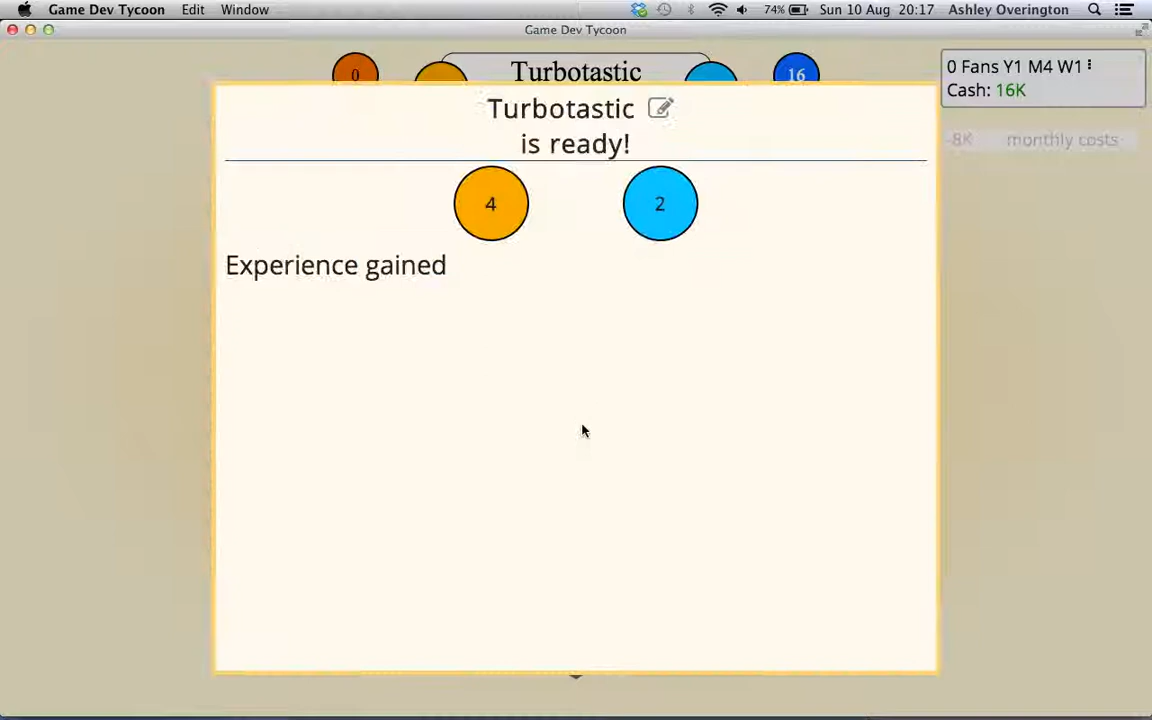 Game Dev Tycoon Edit Window 74% Sun 10 Aug 20:17 Ashley Overington
Game Dev Tycoon
0 Turbotastic 16
0 Fans Y1 M4 W1
Cash: 16K
-8K monthly costs
Turbotastic
is ready!
4 2
Experience gained